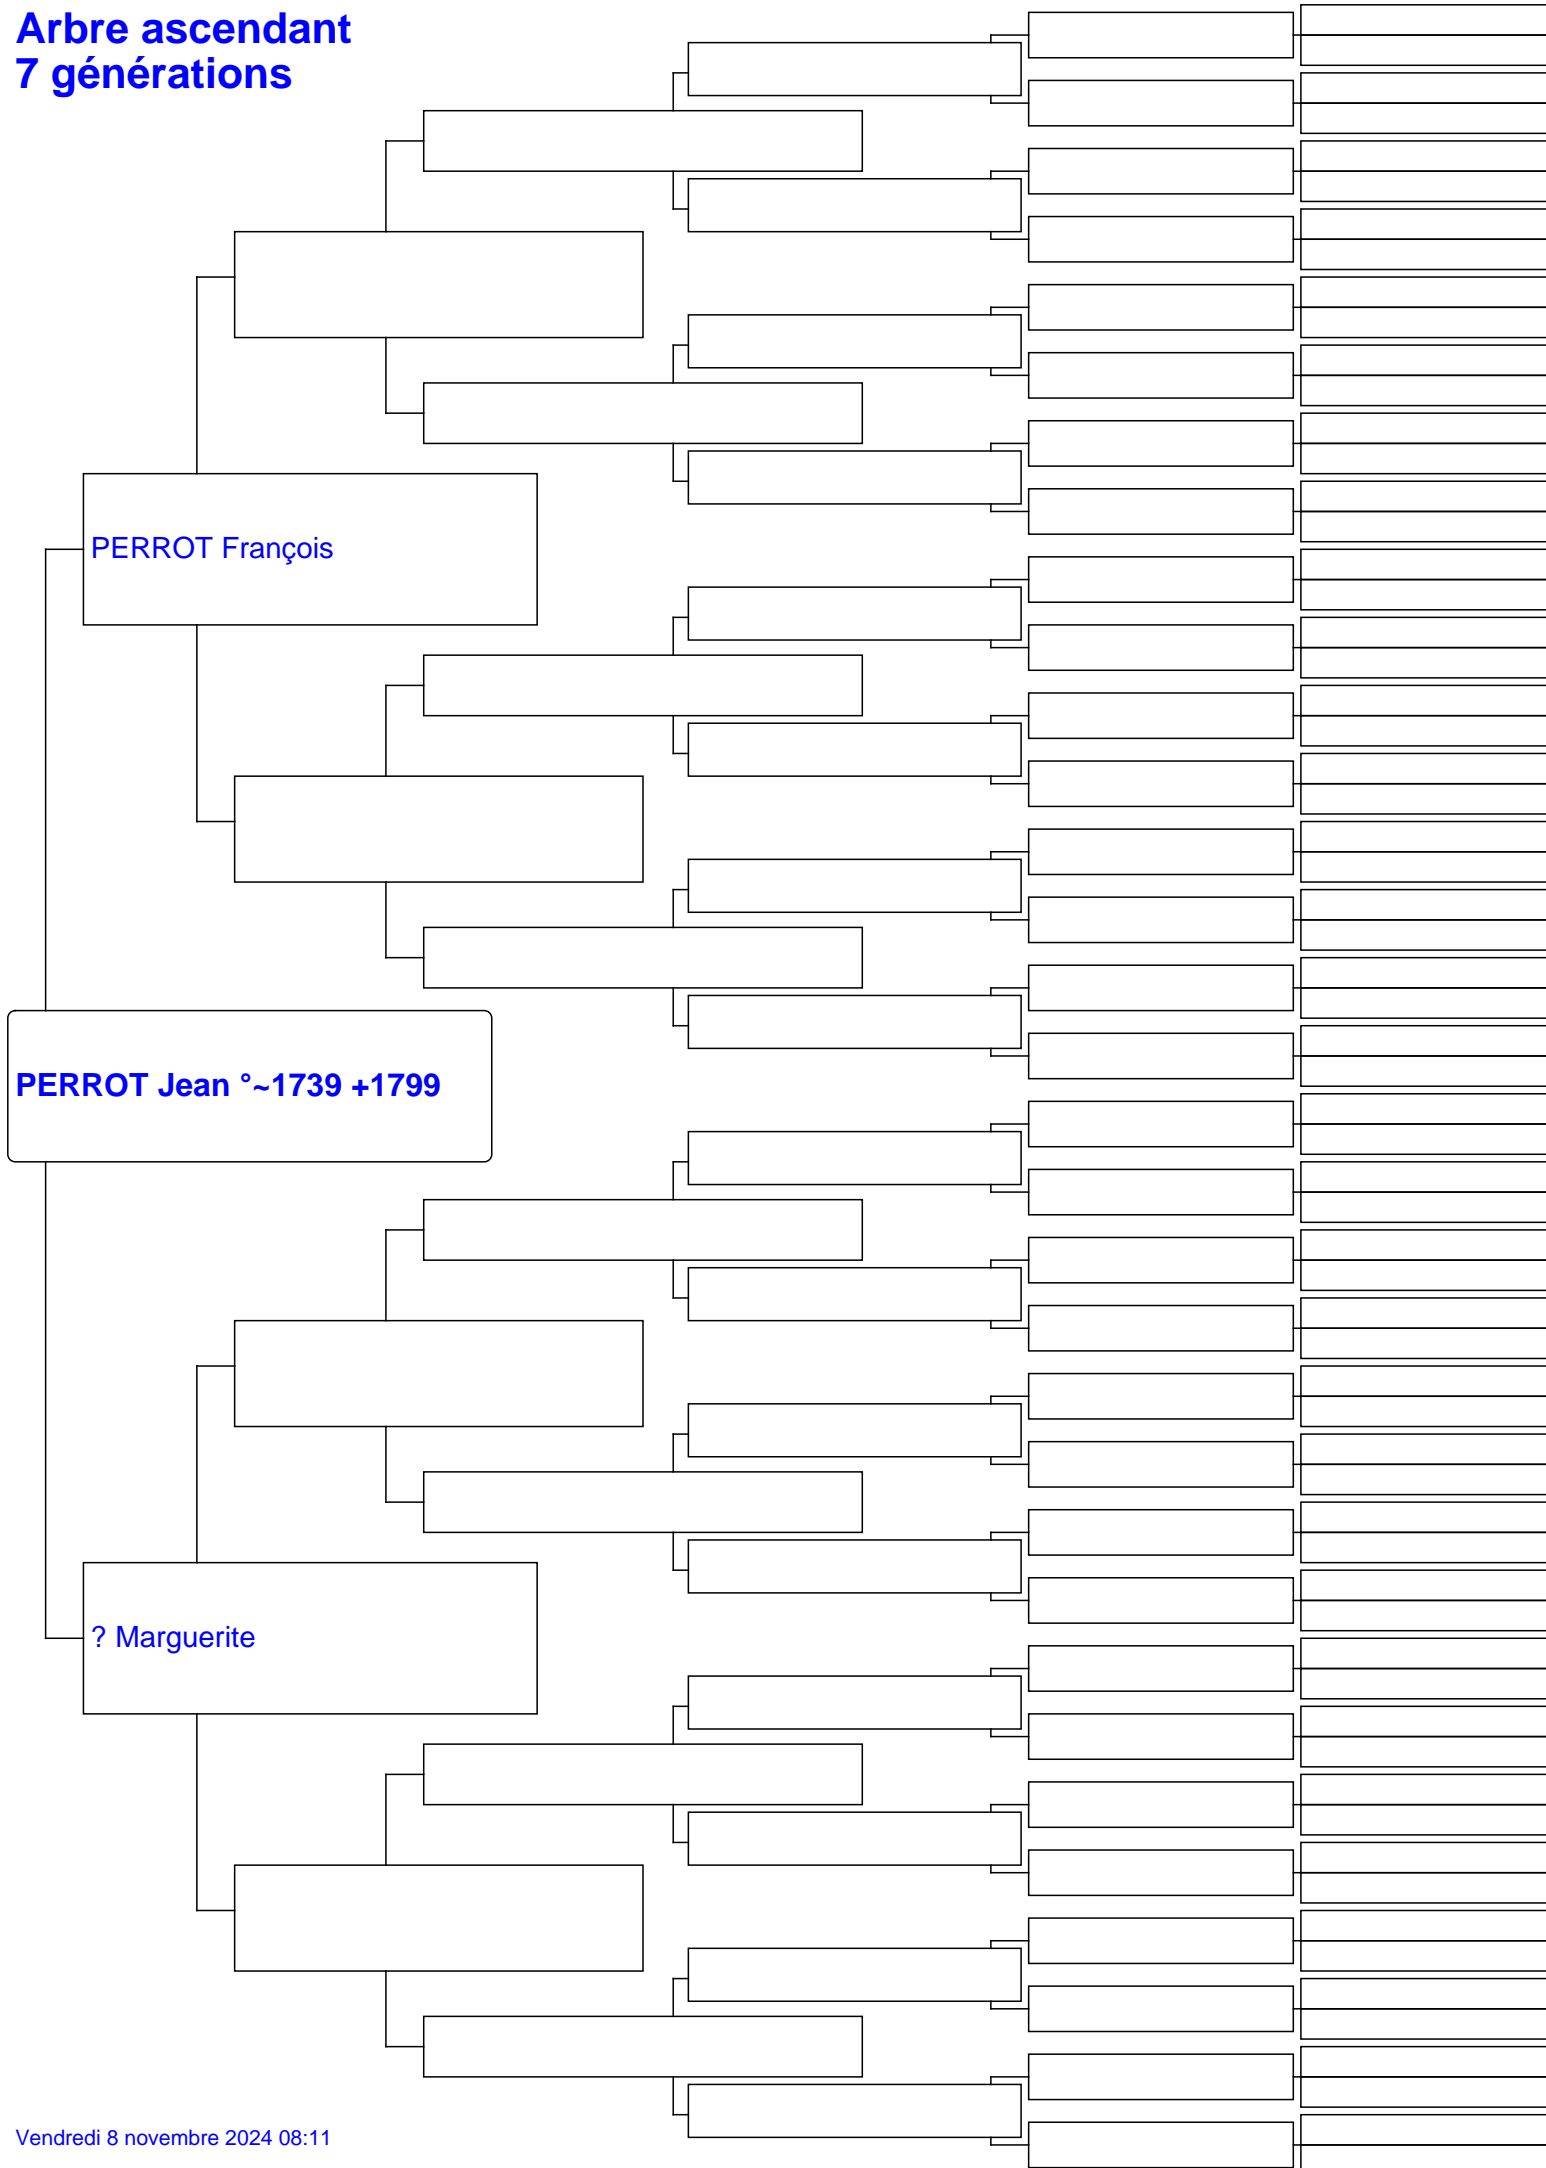 Arbre ascendant
7 générations
PERROT François
PERROT Jean °~1739 +1799
? Marguerite
Vendredi 8 novembre 2024 08:11